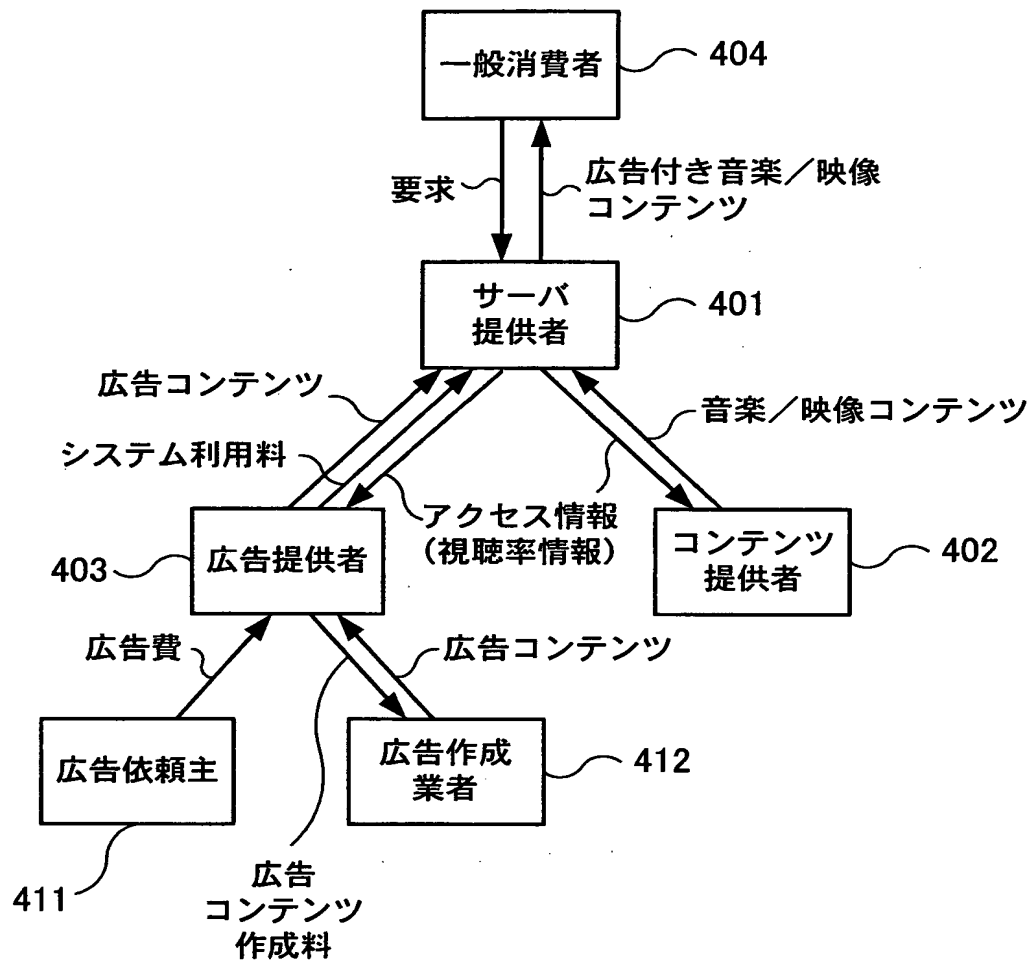 一般消費者
404
要求
広告付き音楽／映像
コンテンツ
サーバ
提供者
401
広告コンテンツ
システム利用料
音楽／映像コンテンツ
アクセス情報
（視聴率情報）
403
広告提供者
コンテンツ
提供者
402
広告費
広告コンテンツ
広告依頼主
広告作成
業者
412
411
広告
コンテンツ
作成料